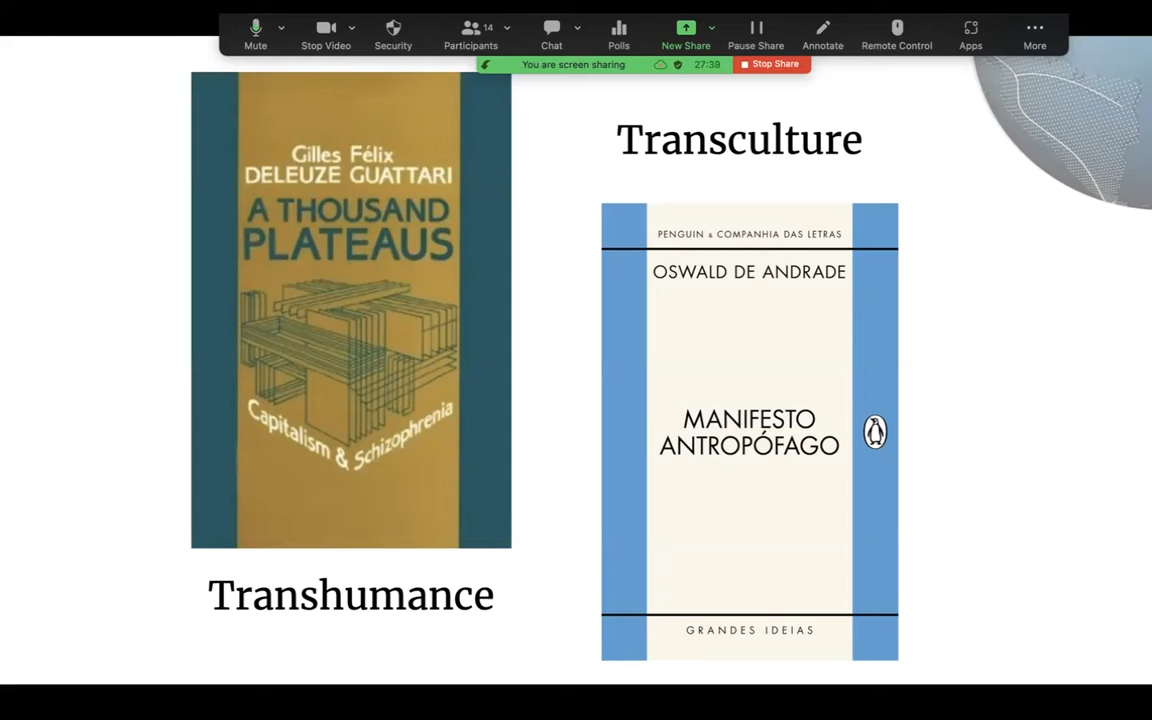 Mute
Stop Video
Security
Participants
14
Chat
Polls
New Share
Pause Share
Annotate
Remote Control
Apps
More
You are screen sharing
27:39
Stop Share
Gilles Félix
DELEUZE GUATTARI
A THOUSAND
PLATEAUS
Capitalism & Schizophrenia
Transhumance
Transculture
PENGUIN & COMPANHIA DAS LETRAS
OSWALD DE ANDRADE
MANIFESTO
ANTROPÓFAGO
GRANDES IDEIAS